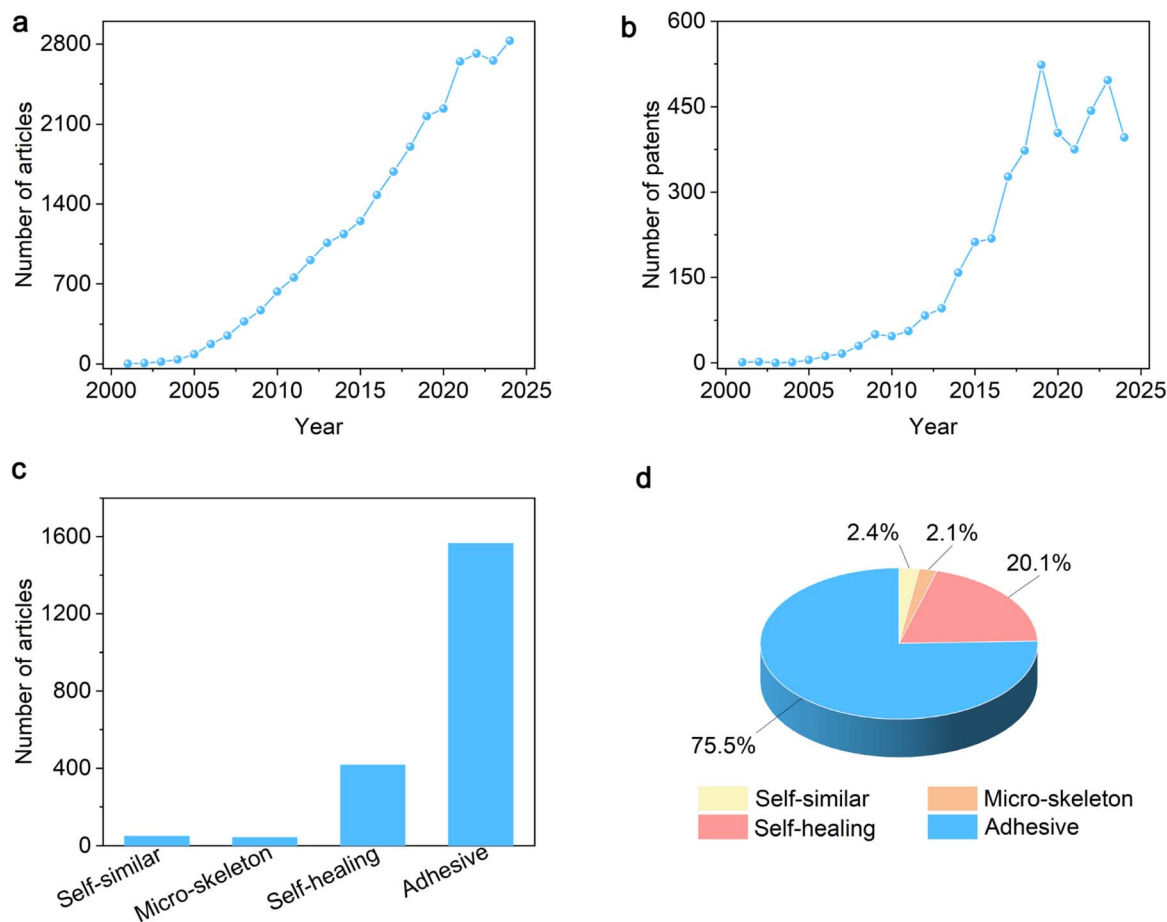 a
2800
2100
1400
700
0
Number of articles
2000 2005 2010 2015 2020 2025
Year
b
600
450
300
150
0
Number of patents
2000 2005 2010 2015 2020 2025
Year
c
1600
1200
800
400
0
Number of articles
Self-similar
Micro-skeleton
Self-healing
Adhesive
d
2.4%
2.1%
20.1%
75.5%
Self-similar
Micro-skeleton
Self-healing
Adhesive